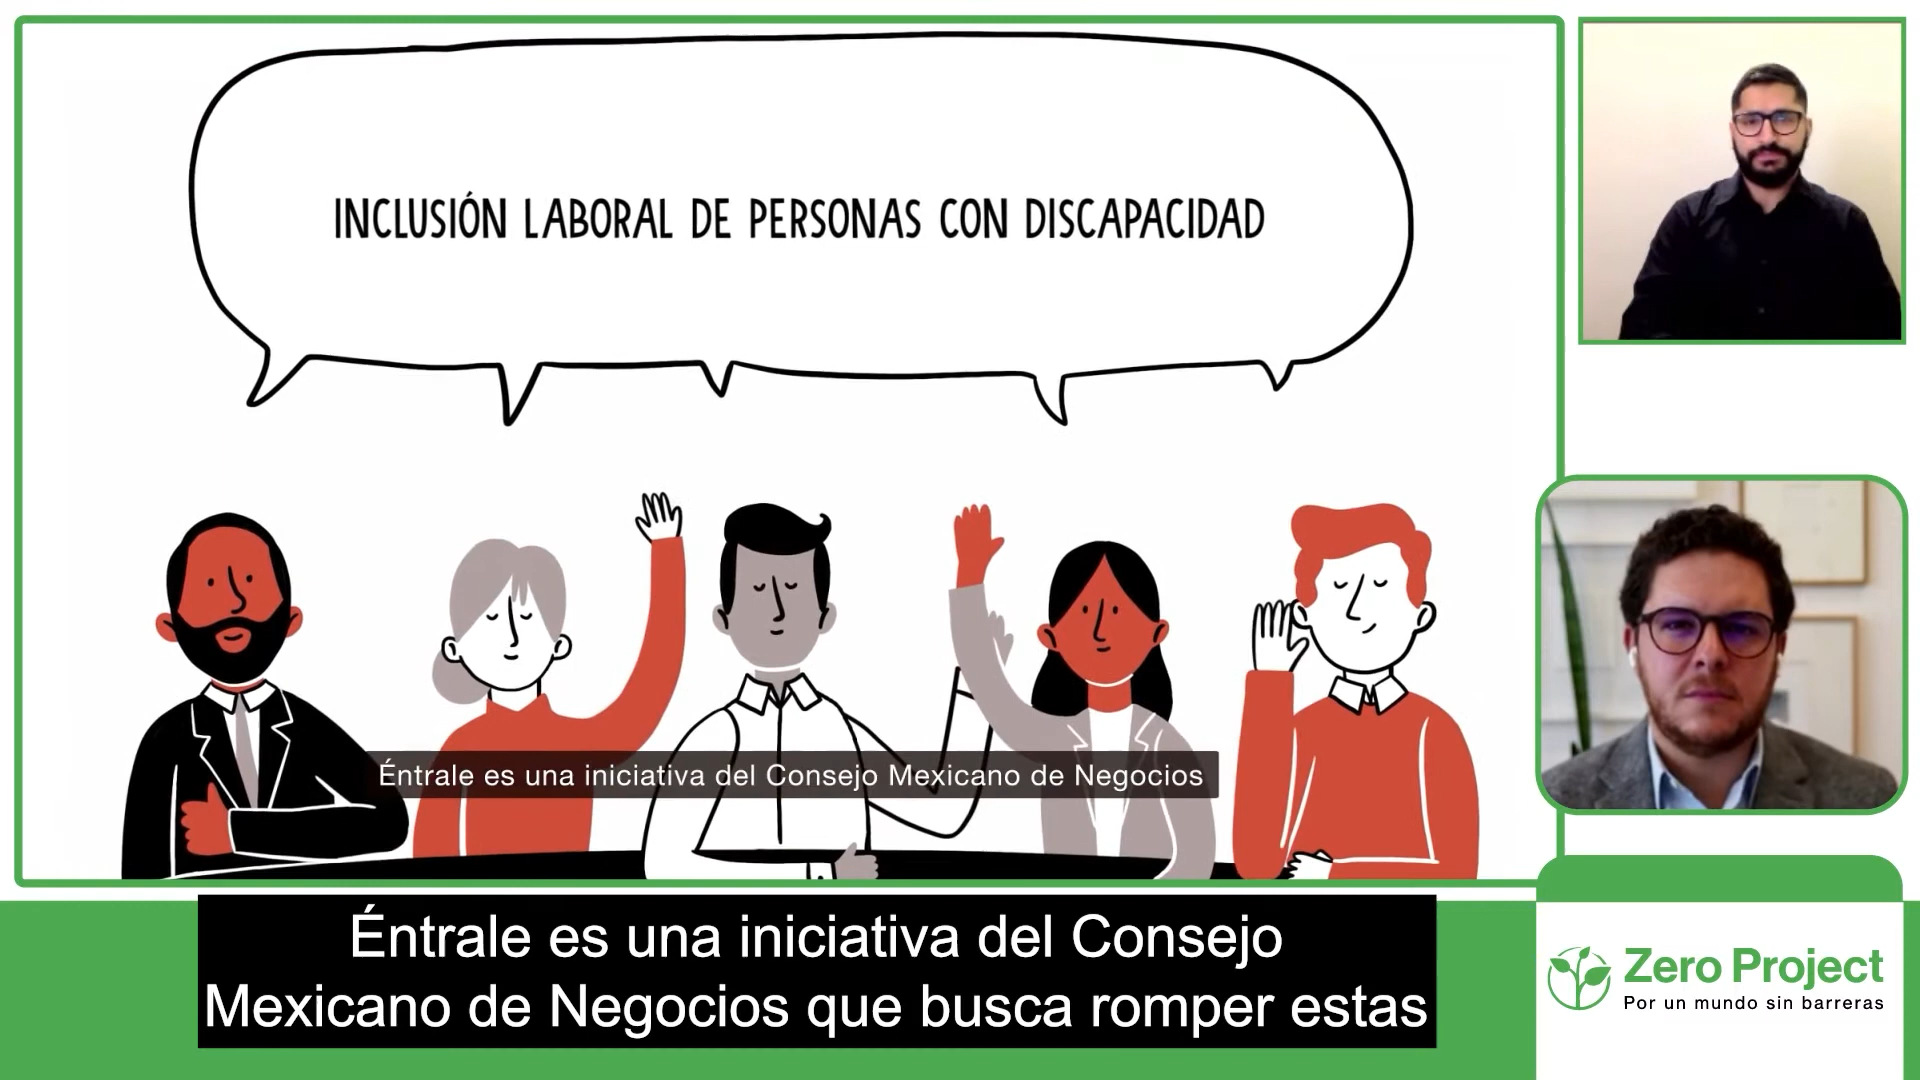 INCLUSIÓN LABORAL DE PERSONAS CON DISCAPACIDAD
Éntrale es una iniciativa del Consejo Mexicano de Negocios
Éntrale es una iniciativa del Consejo
Mexicano de Negocios que busca romper estas
Zero Project
Por un mundo sin barreras